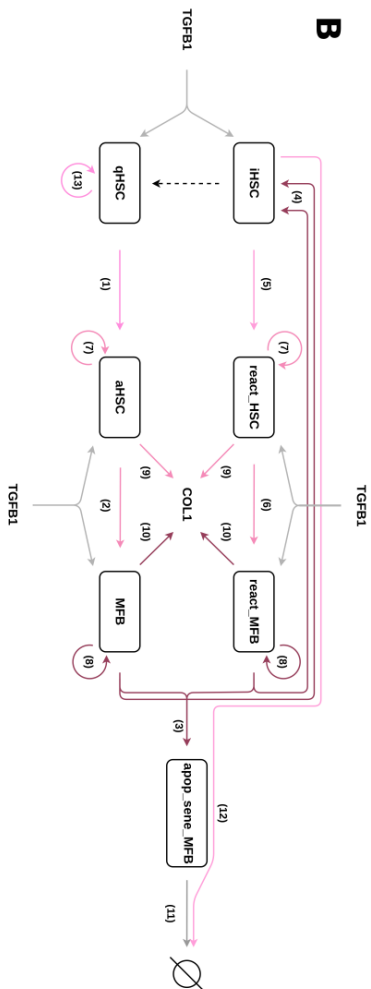 B
TGFB1
TGFB1
iHSC
(4)
(5)
(7)
react_HSC
(6)
react_MFB
(8)
(12)
(9)
(10)
COL1
(3)
apop_sene_MFB
(11)
(9)
(10)
qHSC
(13)
(1)
(7)
aHSC
(2)
MFB
(8)
TGFB1